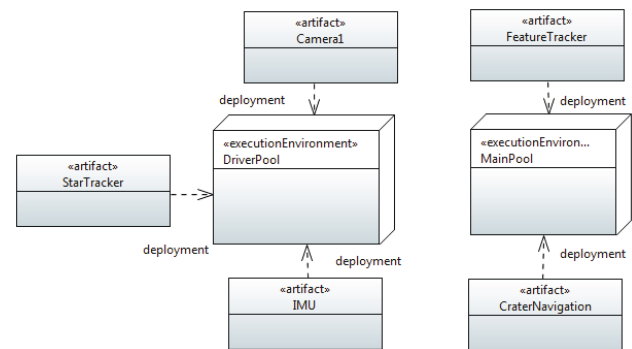 «artifact»
Camera1
deployment
«executionEnvironment»
DriverPool
«artifact»
StarTracker
deployment
deployment
«artifact»
IMU
«artifact»
FeatureTracker
deployment
«executionEnviron...
MainPool
deployment
«artifact»
CraterNavigation